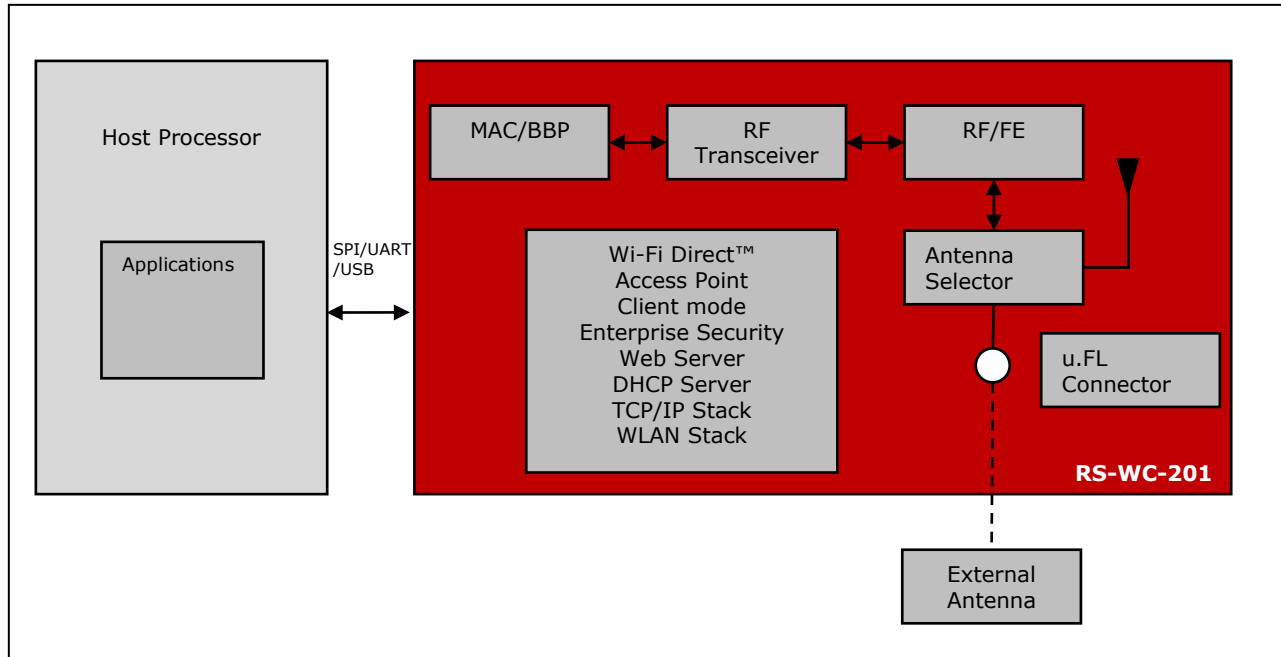 Host Processor
Applications
SPI/UART
/USB
MAC/BBP
RF
Transceiver
RF/FE
Wi-Fi Direct™
Access Point
Client mode
Enterprise Security
Web Server
DHCP Server
TCP/IP Stack
WLAN Stack
Antenna
Selector
u.FL
Connector
RS-WC-201
External
Antenna